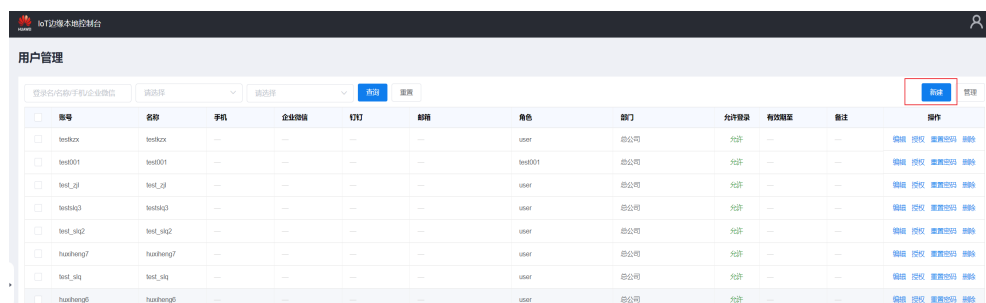 HUAWEI IoT边缘本地控制台
用户管理
登录名/名称/手机/企业微信 请选择 请选择 查询 重置 新建 管理
账号 名称 手机 企业微信 钉钉 邮箱 角色 部门 允许登录 有效期至 备注 操作
testkzx testkzx — — — — user 总公司 允许 — — 编辑 授权 重置密码 删除
test001 test001 — — — — test001 总公司 允许 — — 编辑 授权 重置密码 删除
test_zjl test_zjl — — — — user 总公司 允许 — — 编辑 授权 重置密码 删除
testslq3 testslq3 — — — — user 总公司 允许 — — 编辑 授权 重置密码 删除
test_slq2 test_slq2 — — — — user 总公司 允许 — — 编辑 授权 重置密码 删除
huxiheng7 huxiheng7 — — — — user 总公司 允许 — — 编辑 授权 重置密码 删除
test_slq test_slq — — — — user 总公司 允许 — — 编辑 授权 重置密码 删除
huxiheng6 huxiheng6 — — — — user 总公司 允许 — — 编辑 授权 重置密码 删除